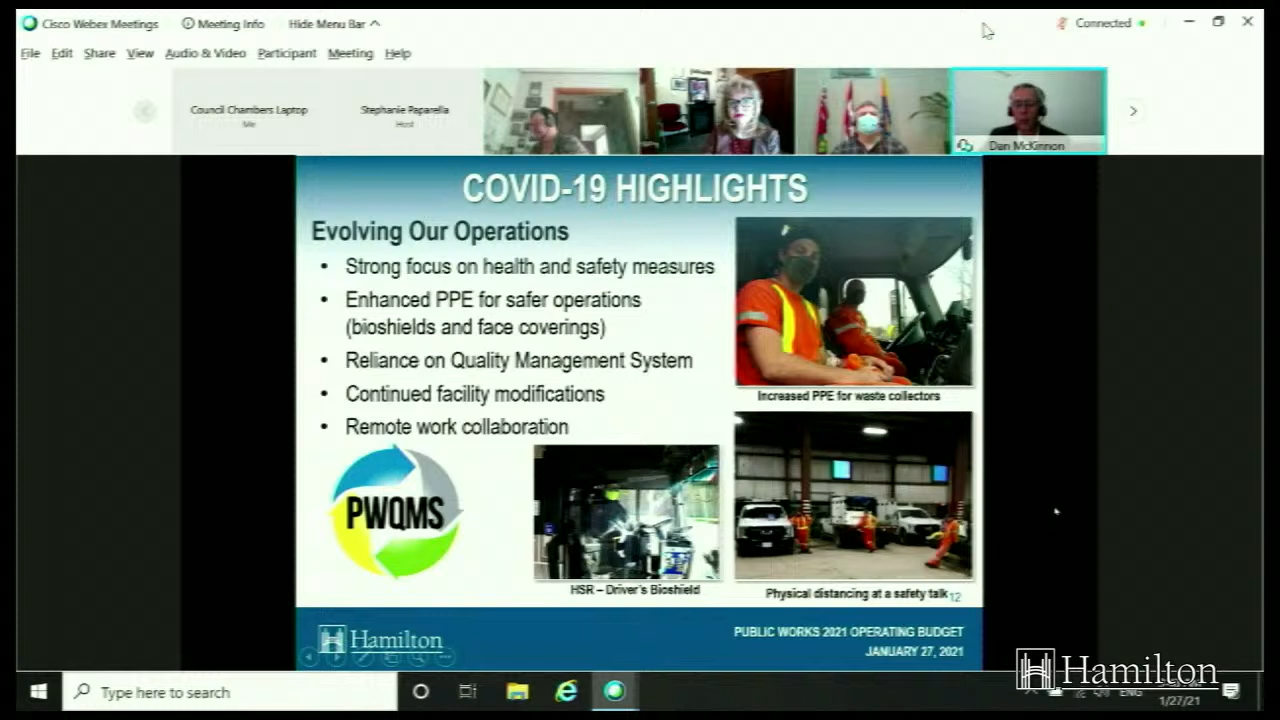 Cisco Webex Meetings
Meeting Info
Hide Menu Bar
Connected
File Edit Share View Audio & Video Participant Meeting Help
Council Chambers Laptop
Me
Stephanie Paparella
Host
Dan McKinnon
COVID-19 HIGHLIGHTS
Evolving Our Operations
• Strong focus on health and safety measures
• Enhanced PPE for safer operations
(bioshields and face coverings)
• Reliance on Quality Management System
• Continued facility modifications
• Remote work collaboration
Increased PPE for waste collectors
PWQMS
HSR – Driver's Bioshield
Physical distancing at a safety talk
12
Hamilton
PUBLIC WORKS 2021 OPERATING BUDGET
JANUARY 27, 2021
Type here to search
ENG
1/27/21
Hamilton